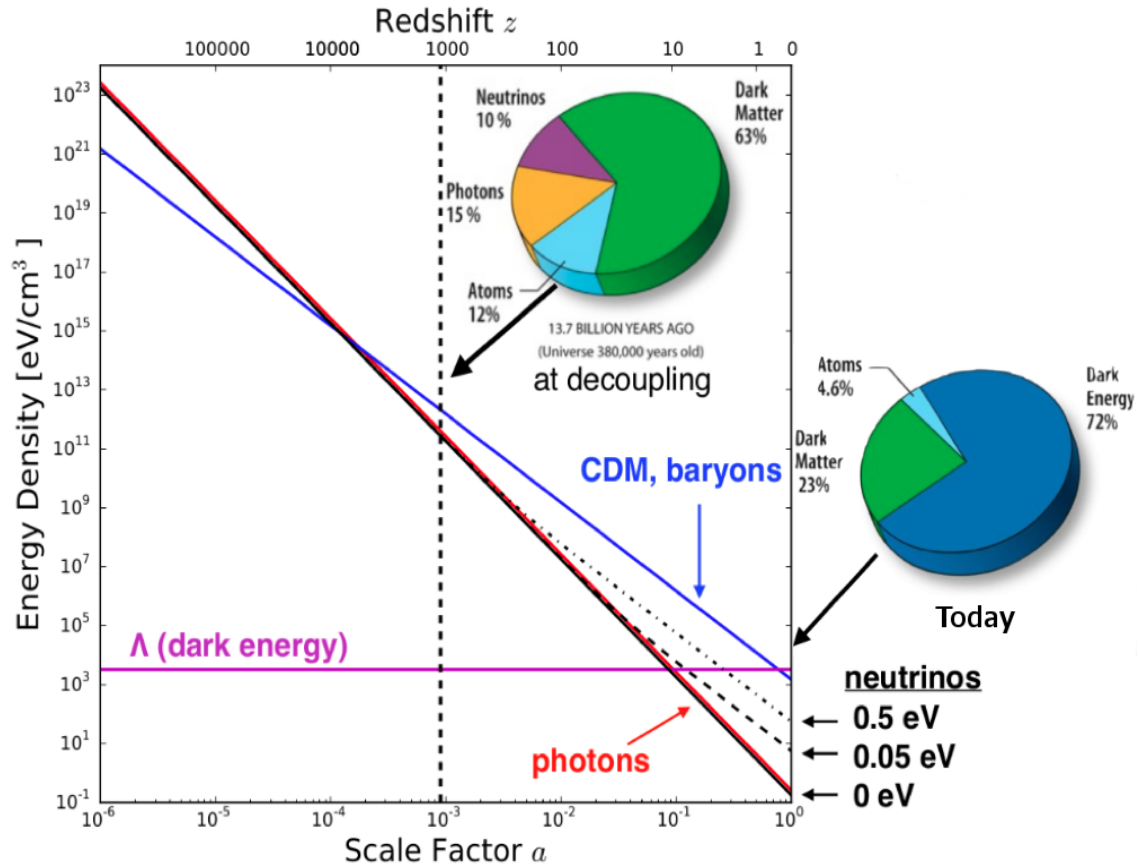 Redshift z
100000 10000 1000 100 10 1 0
10^23
10^21
10^19
10^17
10^15
10^13
10^11
10^9
10^7
10^5
10^3
10^1
10^-1
Energy Density [eV/cm^3 ]
Neutrinos
10 %
Dark
Matter
63%
Photons
15 %
Atoms
12%
13.7 BILLION YEARS AGO
(Universe 380,000 years old)
at decoupling
CDM, baryons
Atoms
4.6%
Dark
Energy
72%
Dark
Matter
23%
Today
Λ (dark energy)
photons
neutrinos
0.5 eV
0.05 eV
0 eV
10^-6 10^-5 10^-4 10^-3 10^-2 10^-1 10^0
Scale Factor a